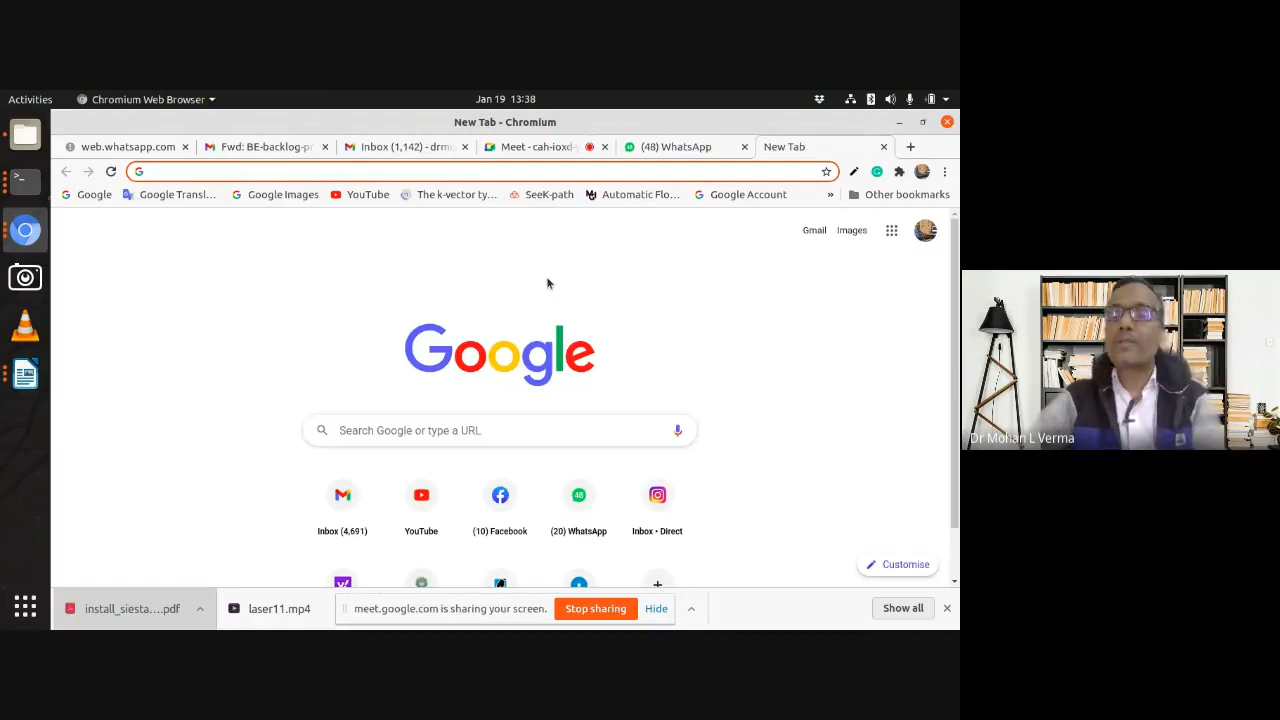 Activities
Chromium Web Browser
Jan 19 13:38
New Tab - Chromium
web.whatsapp.com
Fwd: BE-backlog-pr
Inbox (1,142) - drm
Meet - cah-ioxd-
(48) WhatsApp
New Tab
Google
Google Transl...
Google Images
YouTube
The k-vector ty...
SeeK-path
Automatic Flo...
Google Account
Other bookmarks
Gmail
Images
Google
Search Google or type a URL
48
Inbox (4,691)
YouTube
(10) Facebook
(20) WhatsApp
Inbox • Direct
Customise
install_siesta....pdf
laser11.mp4
meet.google.com is sharing your screen.
Stop sharing
Hide
Show all
Dr Mohan L Verma